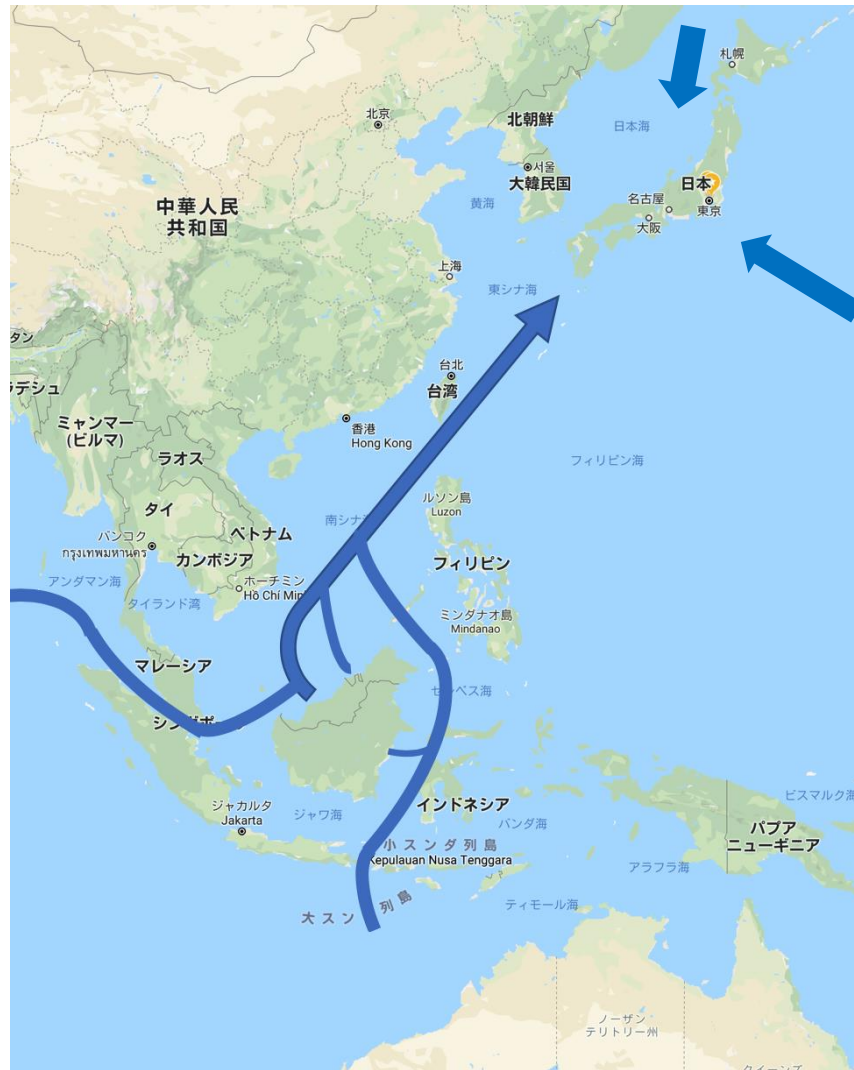 札幌
北京
北朝鮮
日本海
서울
大韓民国
日本
名古屋
東京
黄海
大阪
中華人民
共和国
上海
東シナ海
タン
台北
台湾
デシュ
ミャンマー
(ビルマ)
香港
Hong Kong
ラオス
フィリピン海
タイ
ルソン島
Luzon
南シナ
ベトナム
バンコク
กรุงเทพมหานคร
カンボジア
フィリピン
アンダマン海
ホーチミン
Hồ Chí Min
タイランド湾
ミンダナオ島
Mindanao
マレーシア
セレベス海
シンガポール
ジャカルタ
Jakarta
ジャワ海
インドネシア
バンダ海
ビスマルク海
パプア
ニューギニア
小スンダ列島
Kepulauan Nusa Tenggara
アラフラ海
大スン
列島
ティモール海
ノーザン
テリトリー州